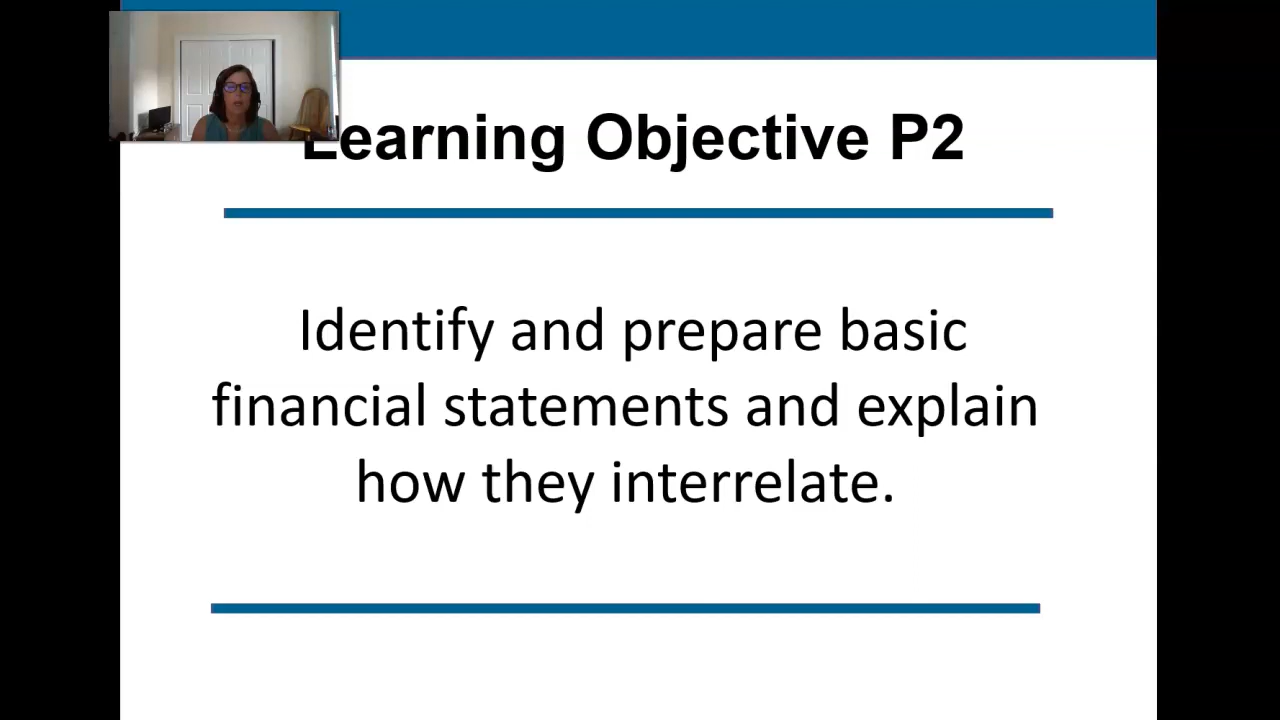 Learning Objective P2
Identify and prepare basic
financial statements and explain
how they interrelate.